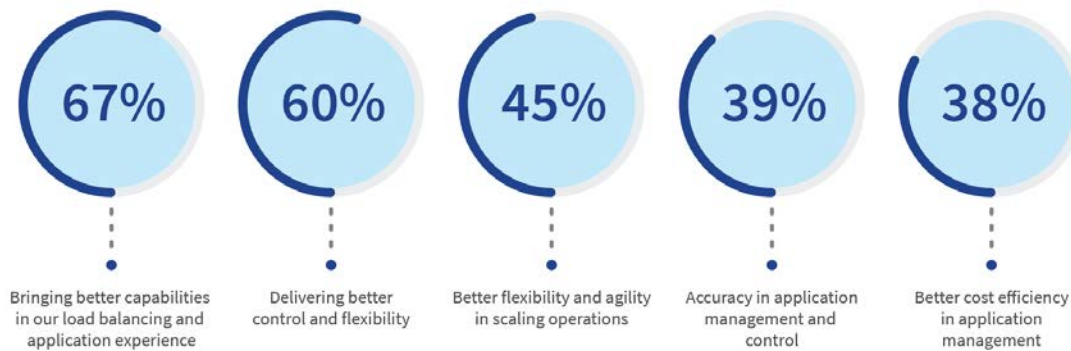 67%
60%
45%
39%
38%
Bringing better capabilities
in our load balancing and
application experience
Delivering better
control and flexibility
Better flexibility and agility
in scaling operations
Accuracy in application
management and
control
Better cost efficiency
in application
management